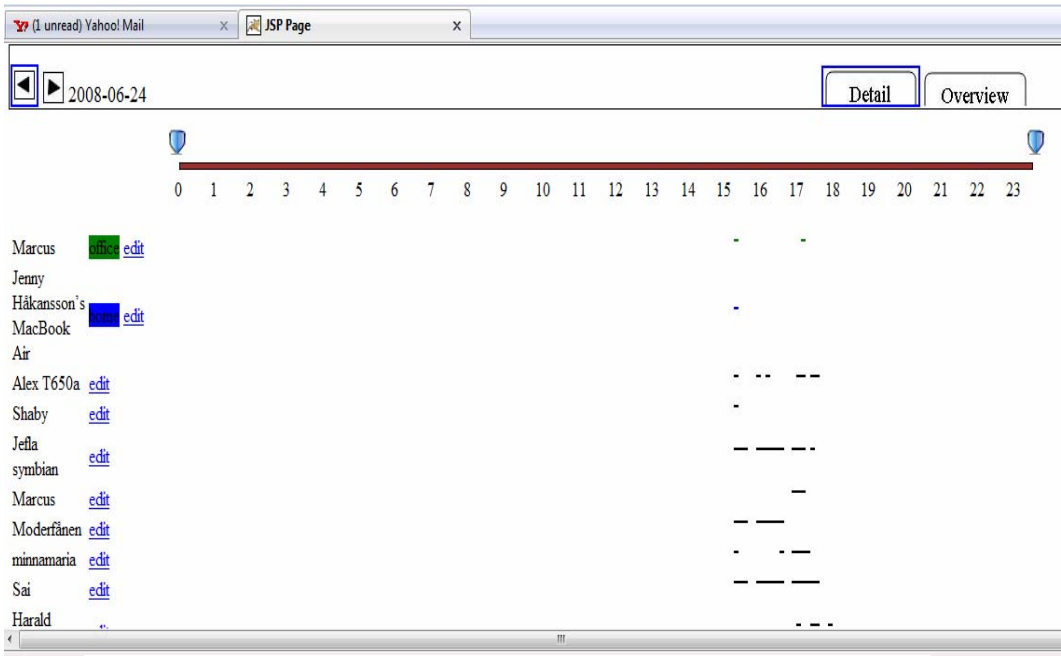 (1 unread) Yahoo! Mail x JSP Page x
2008-06-24 Detail Overview
0 1 2 3 4 5 6 7 8 9 10 11 12 13 14 15 16 17 18 19 20 21 22 23
Marcus office edit
Jenny
Håkansson's
MacBook
Air
home edit
Alex T650a edit
Shaby edit
Jefla
symbian
edit
Marcus edit
Moderfånen edit
minnamaria edit
Sai edit
Harald